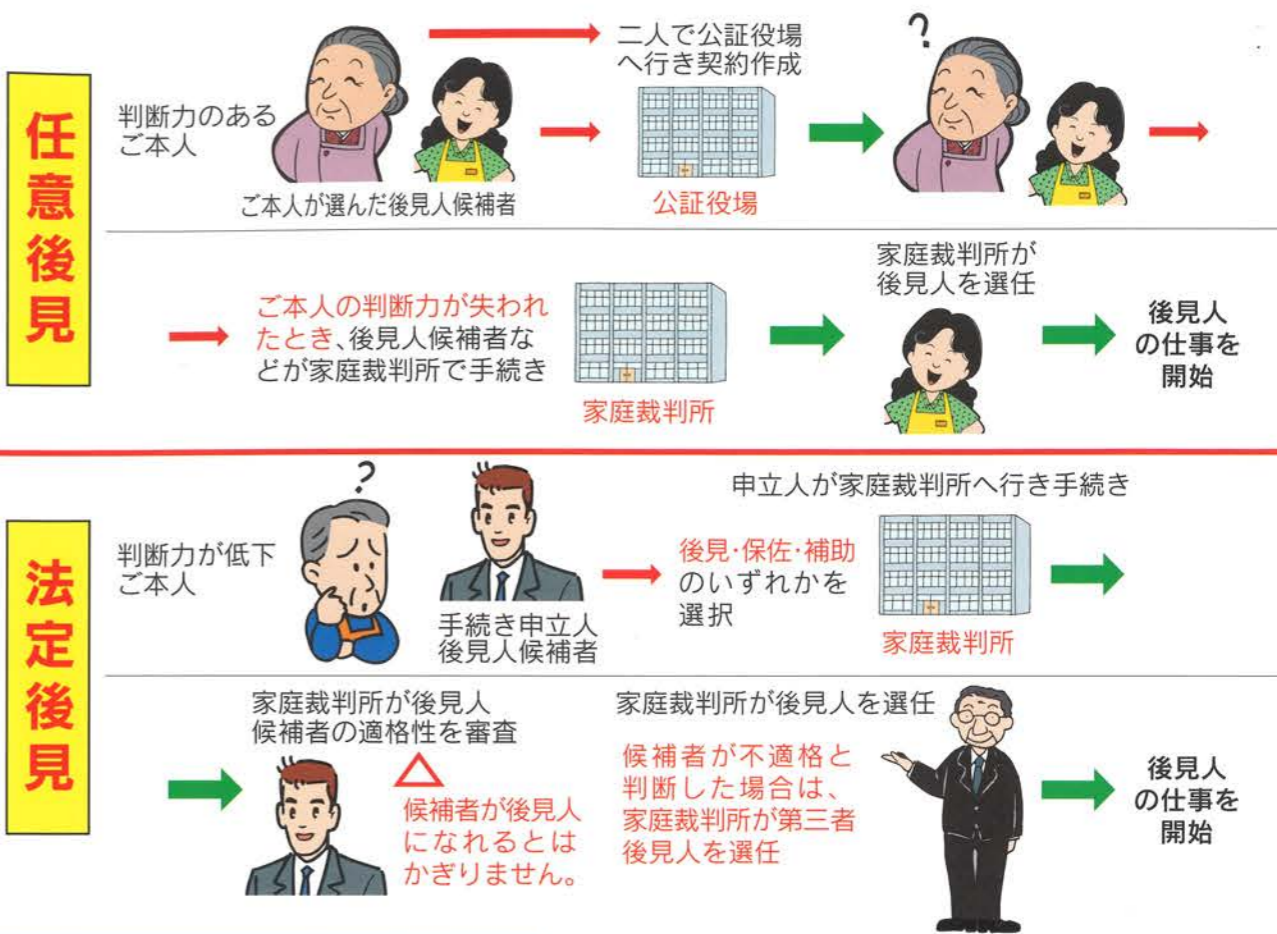 任意後見
判断力のある
ご本人
ご本人が選んだ後見人候補者
二人で公証役場
へ行き契約作成
公証役場
?
ご本人の判断力が失われ
たとき、後見人候補者な
どが家庭裁判所で手続き
家庭裁判所
家庭裁判所が
後見人を選任
後見人
の仕事を
開始
法定後見
判断力が低下
ご本人
?
手続き申立人
後見人候補者
後見・保佐・補助
のいずれかを
選択
申立人が家庭裁判所へ行き手続き
家庭裁判所
家庭裁判所が後見人
候補者の適格性を審査
候補者が後見人
になれるとは
かぎりません。
家庭裁判所が後見人を選任
候補者が不適格と
判断した場合は、
家庭裁判所が第三者
後見人を選任
後見人
の仕事を
開始